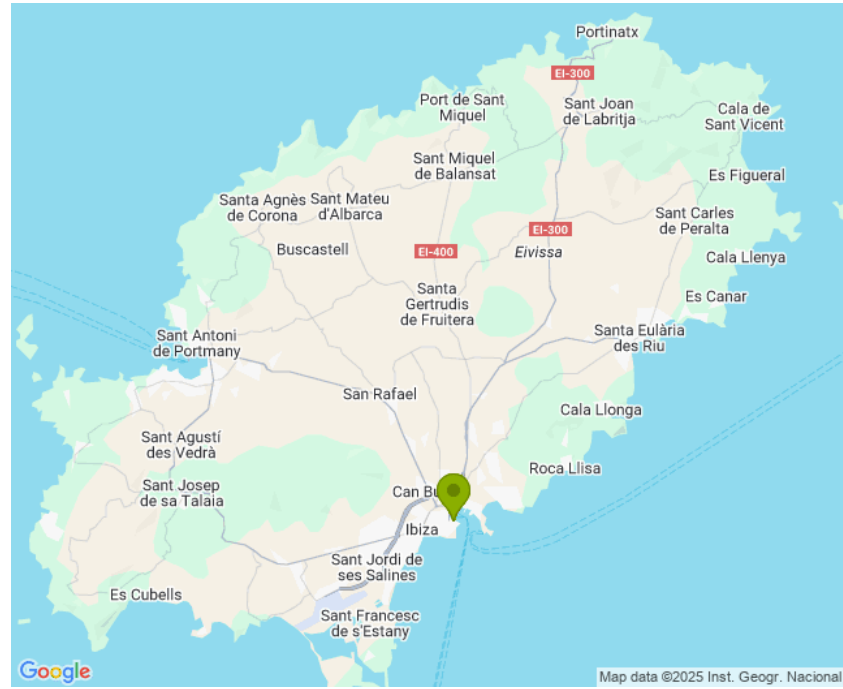 Portinatx
EI-300
Port de Sant
Miquel
Sant Joan
de Labritja
Cala de
Sant Vicent
Sant Miquel
de Balansat
Es Figueral
Santa Agnès
de Corona
Sant Mateu
d'Albarca
Sant Carles
de Peralta
EI-300
Buscastell
EI-400
Eivissa
Cala Llenya
Santa
Gertrudis
de Fruitera
Es Canar
Sant Antoni
de Portmany
Santa Eulària
des Riu
San Rafael
Cala Llonga
Sant Agustí
des Vedrà
Roca Llisa
Sant Josep
de sa Talaia
Can Bu
Ibiza
Sant Jordi de
ses Salines
Es Cubells
Sant Francesc
de s'Estany
Google
Map data ©2025 Inst. Geogr. Nacional